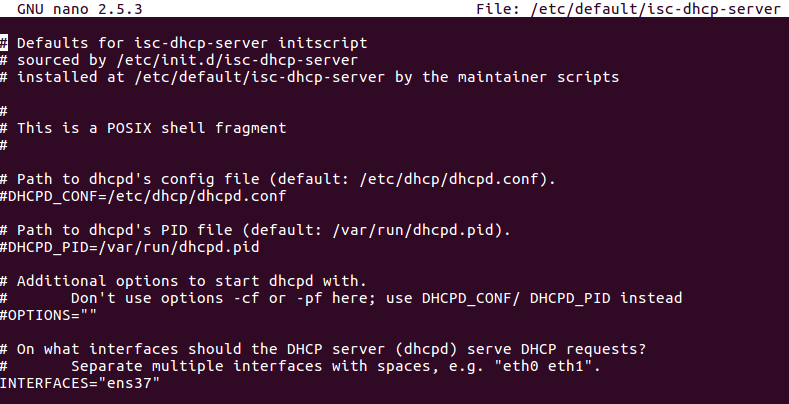 GNU nano 2.5.3 File: /etc/default/isc-dhcp-server
# Defaults for isc-dhcp-server initscript
# sourced by /etc/init.d/isc-dhcp-server
# installed at /etc/default/isc-dhcp-server by the maintainer scripts
#
# This is a POSIX shell fragment
#
# Path to dhcpd's config file (default: /etc/dhcp/dhcpd.conf).
#DHCPD_CONF=/etc/dhcp/dhcpd.conf
# Path to dhcpd's PID file (default: /var/run/dhcpd.pid).
#DHCPD_PID=/var/run/dhcpd.pid
# Additional options to start dhcpd with.
#       Don't use options -cf or -pf here; use DHCPD_CONF/ DHCPD_PID instead
#OPTIONS=""
# On what interfaces should the DHCP server (dhcpd) serve DHCP requests?
#       Separate multiple interfaces with spaces, e.g. "eth0 eth1".
INTERFACES="ens37"